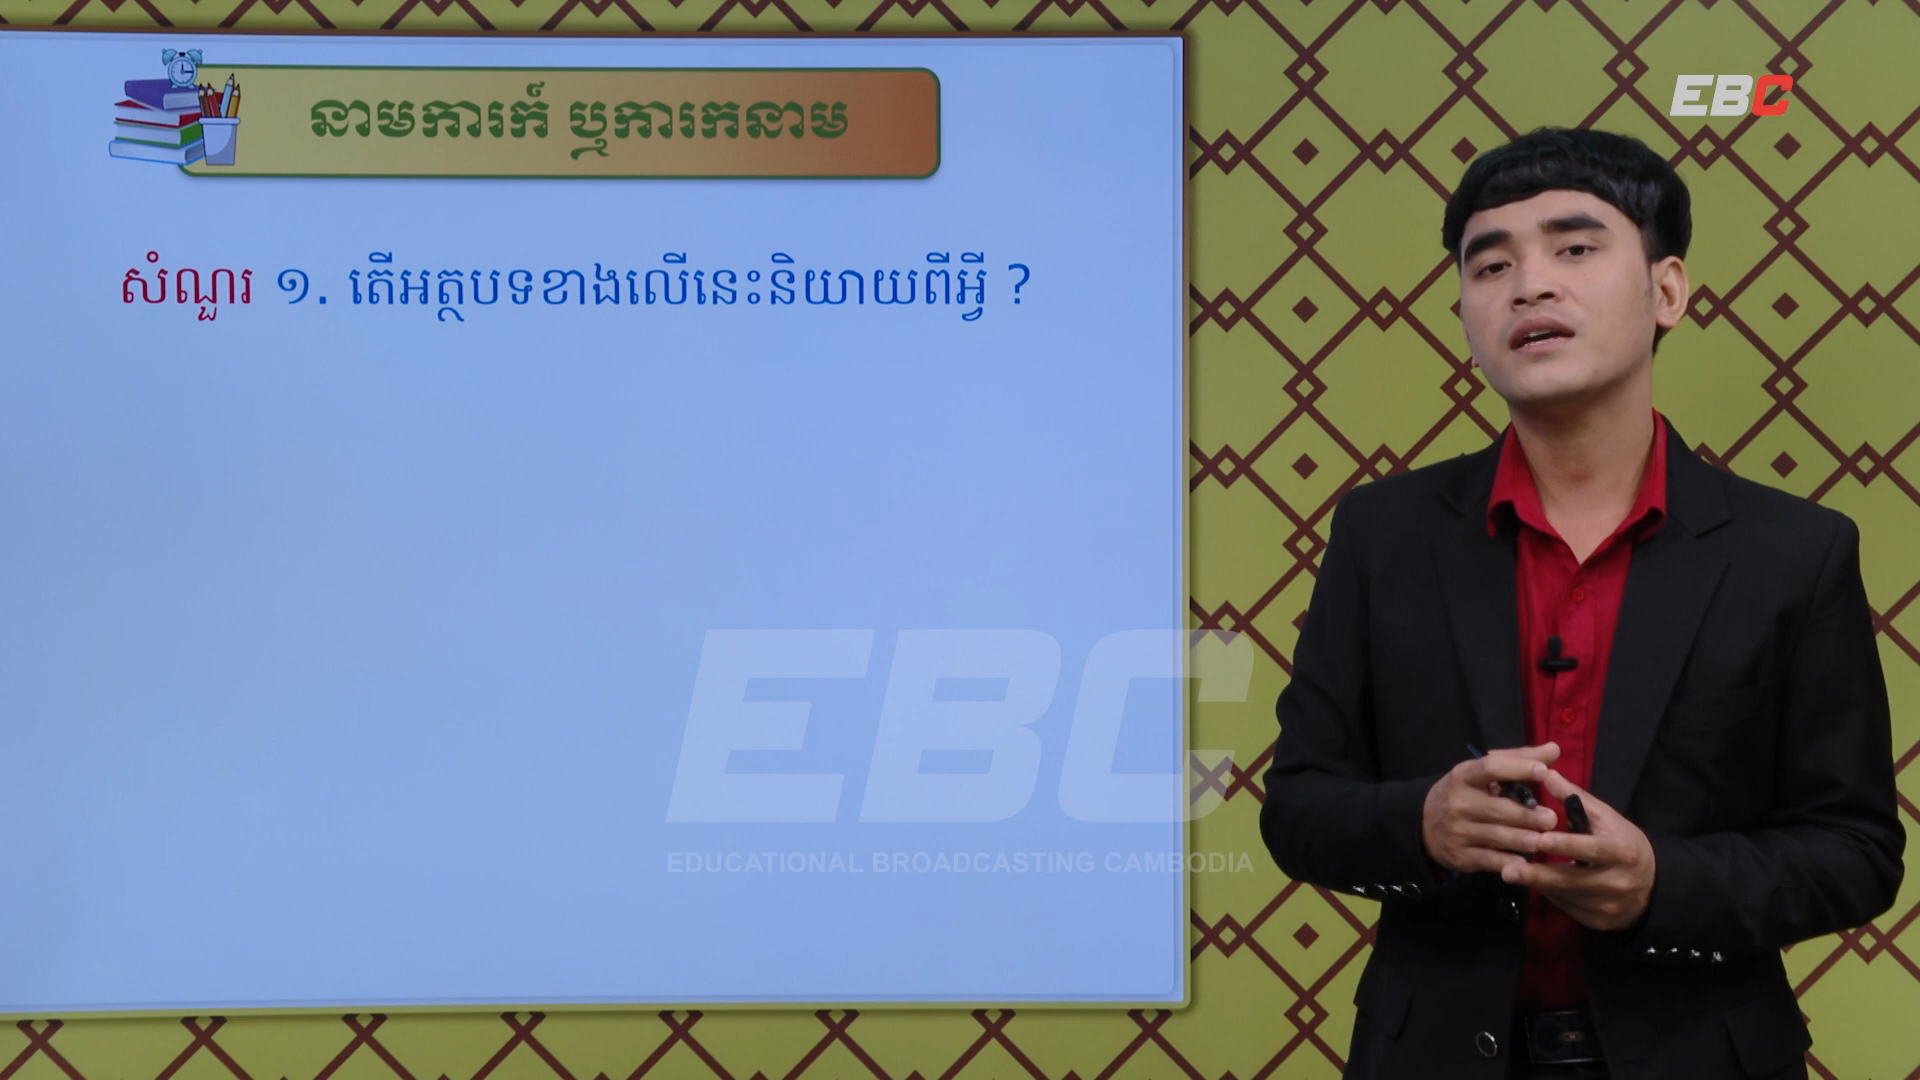 នាមការក៍ ឬការកនាម
EBC
សំណួរ ១. តើអត្ថបទខាងលើនេះនិយាយពីអ្វី ?
EBC
EDUCATIONAL BROADCASTING CAMBODIA